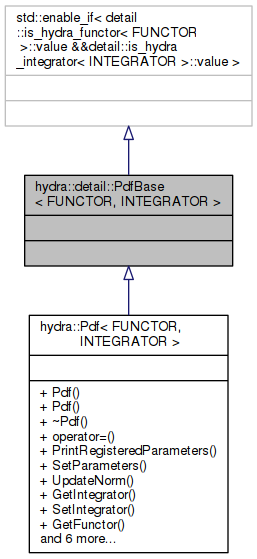 std::enable_if< detail
::is_hydra_functor< FUNCTOR
 >::value &&detail::is_hydra
_integrator< INTEGRATOR >::value >
hydra::detail::PdfBase
< FUNCTOR, INTEGRATOR >
hydra::Pdf< FUNCTOR,
INTEGRATOR >
+ Pdf()
+ Pdf()
+ ~Pdf()
+ operator=()
+ PrintRegisteredParameters()
+ SetParameters()
+ UpdateNorm()
+ GetIntegrator()
+ SetIntegrator()
+ GetFunctor()
and 6 more...